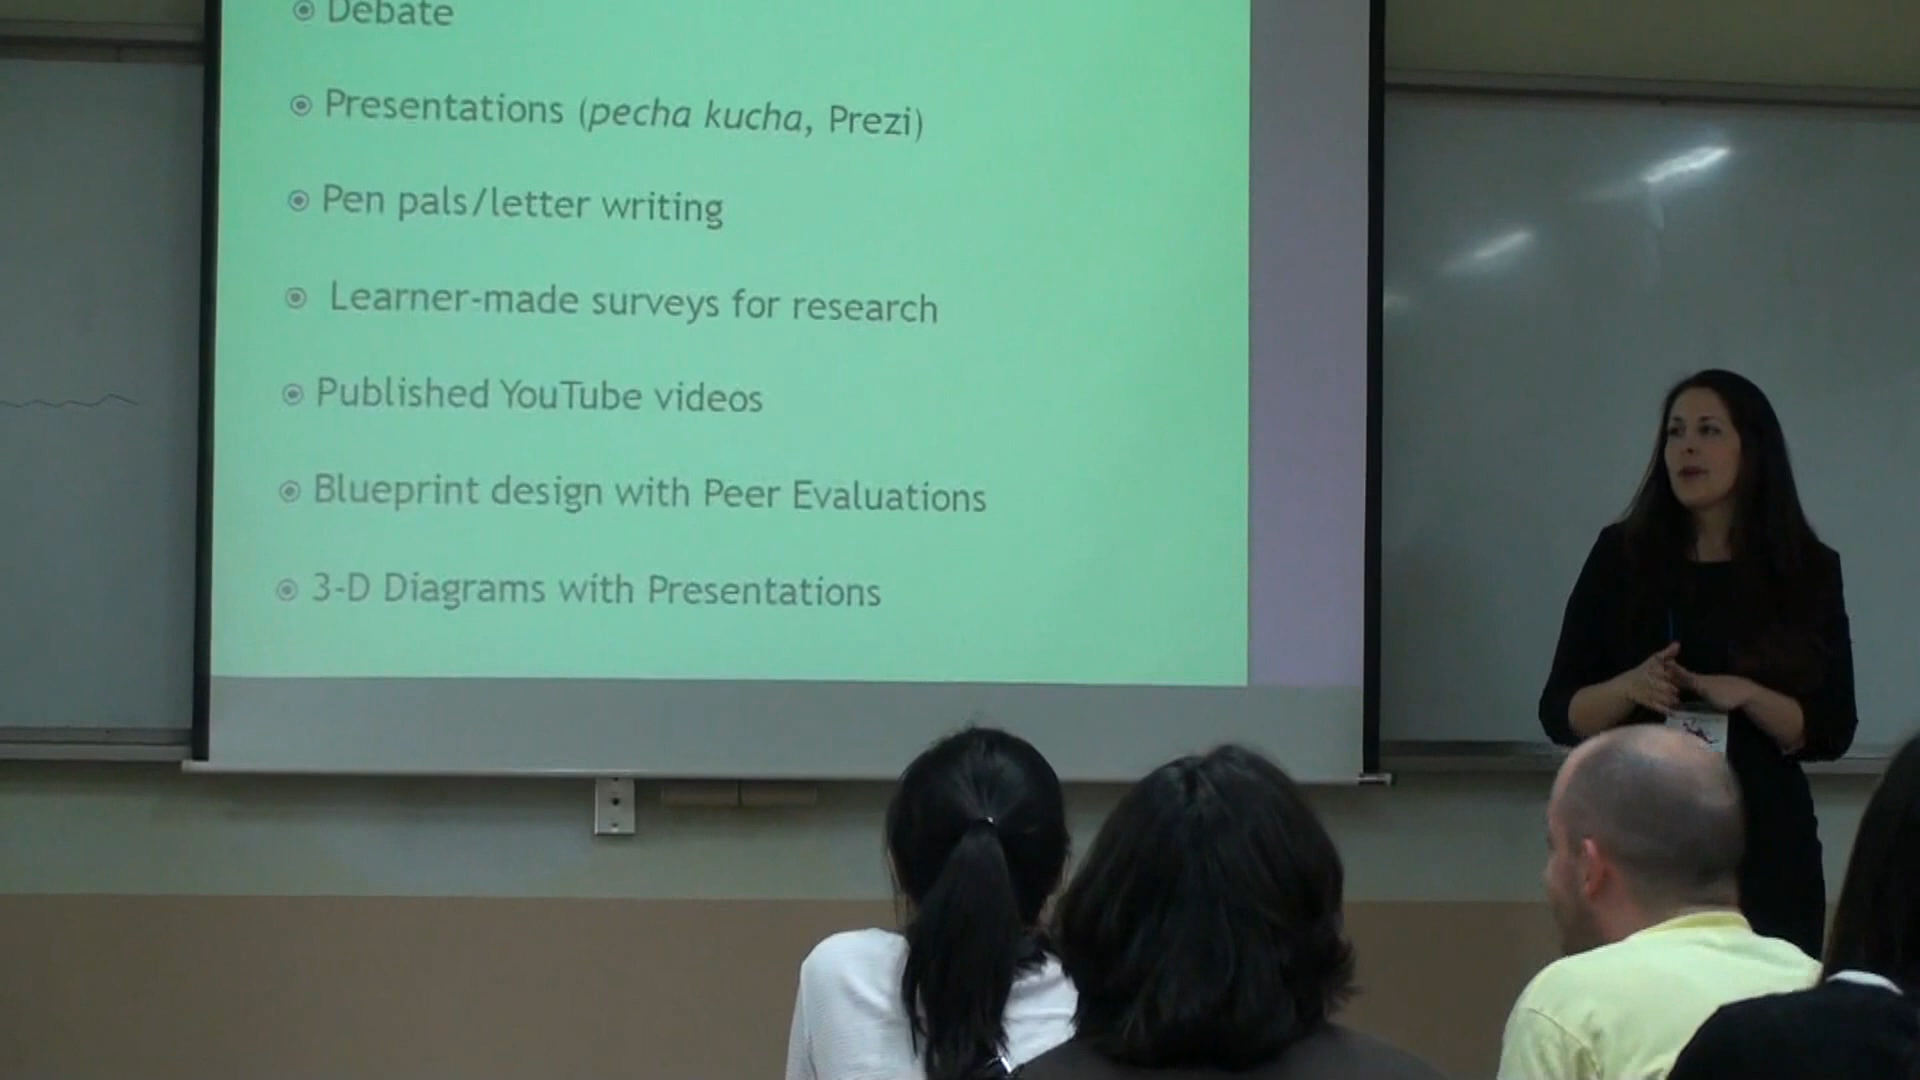 Debate
Presentations (pecha kucha, Prezi)
Pen pals/letter writing
Learner-made surveys for research
Published YouTube videos
Blueprint design with Peer Evaluations
3-D Diagrams with Presentations